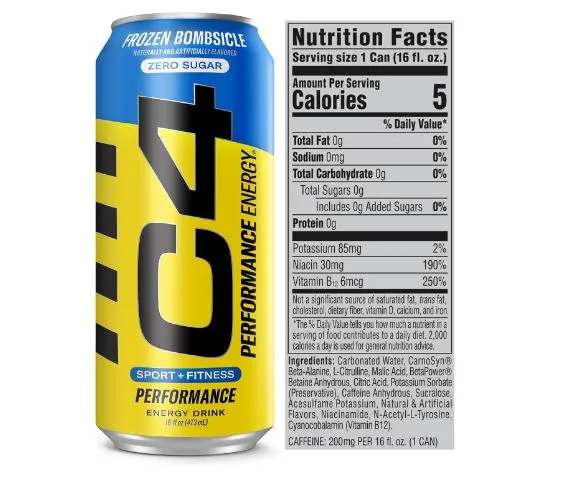 FROZEN BOMBSICLE
NATURALLY AND ARTIFICIALLY FLAVORED
ZERO SUGAR
C4
PERFORMANCE ENERGY®
SPORT + FITNESS
PERFORMANCE
ENERGY DRINK
16 fl oz (473mL)
Nutrition Facts
Serving size 1 Can (16 fl. oz.)
Amount Per Serving
Calories 5
% Daily Value*
Total Fat 0g 0%
Sodium 0mg 0%
Total Carbohydrate 0g 0%
Total Sugars 0g
Includes 0g Added Sugars 0%
Protein 0g
Potassium 85mg 2%
Niacin 30mg 190%
Vitamin B12 6mcg 250%
Not a significant source of saturated fat, trans fat,
cholesterol, dietary fiber, vitamin D, calcium, and iron.
*The % Daily Value tells you how much a nutrient in a
serving of food contributes to a daily diet. 2,000
calories a day is used for general nutrition advice.
Ingredients: Carbonated Water, CarnoSyn®
Beta-Alanine, L-Citrulline, Malic Acid, BetaPower®
Betaine Anhydrous, Citric Acid, Potassium Sorbate
(Preservative), Caffeine Anhydrous, Sucralose,
Acesulfame Potassium, Natural & Artificial
Flavors, Niacinamide, N-Acetyl-L-Tyrosine,
Cyanocobalamin (Vitamin B12).
CAFFEINE: 200mg PER 16 fl. oz. (1 CAN)